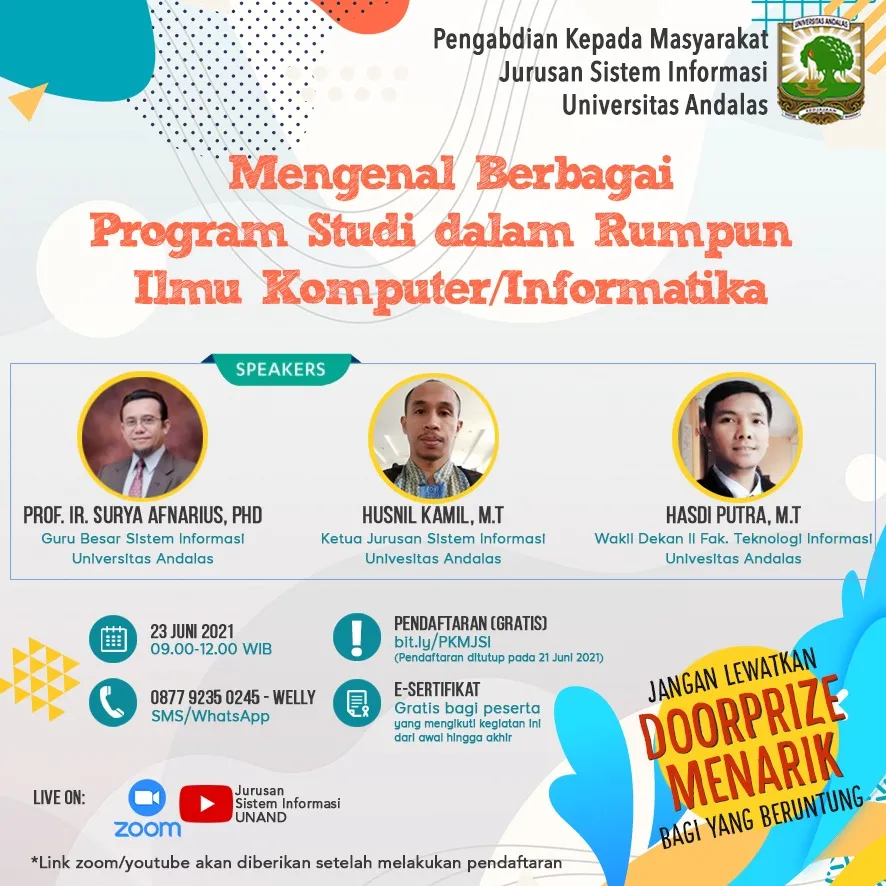 Pengabdian Kepada Masyarakat
Jurusan Sistem Informasi
Universitas Andalas
UNIVERSITAS ANDALAS
Mengenal Berbagai
Program Studi dalam Rumpun
Ilmu Komputer/Informatika
SPEAKERS
PROF. IR. SURYA AFNARIUS, PHD
Guru Besar Sistem Informasi
Universitas Andalas
HUSNIL KAMIL, M.T
Ketua Jurusan Sistem Informasi
Univesitas Andalas
HASDI PUTRA, M.T
Wakil Dekan II Fak. Teknologi Informasi
Univesitas Andalas
23 JUNI 2021
09.00-12.00 WIB
PENDAFTARAN (GRATIS)
bit.ly/PKMJSI
(Pendaftaran ditutup pada 21 Juni 2021)
0877 9235 0245 - WELLY
SMS/WhatsApp
E-SERTIFIKAT
Gratis bagi peserta
yang mengikuti kegiatan ini
dari awal hingga akhir
JANGAN LEWATKAN
DOORPRIZE
MENARIK
BAGI YANG BERUNTUNG
LIVE ON:
zoom
Jurusan
Sistem Informasi
UNAND
*Link zoom/youtube akan diberikan setelah melakukan pendaftaran